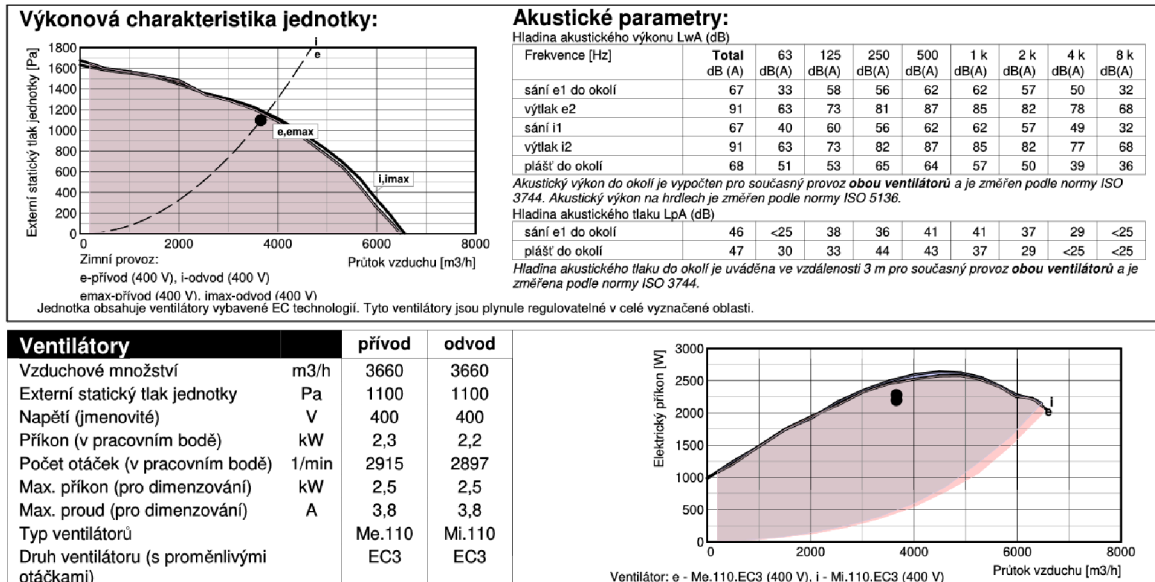 Výkonová charakteristika jednotky:
Externí statický tlak jednotky [Pa]
1800
1600
1400
1200
1000
800
600
400
200
0
0 2000 4000 6000 8000
i
e
e,emax
i,imax
Průtok vzduchu [m3/h]
Zimní provoz:
e-přívod (400 V), i-odvod (400 V)
emax-přívod (400 V), imax-odvod (400 V)
Jednotka obsahuje ventilátory vybavené EC technologií. Tyto ventilátory jsou plynule regulovatelné v celé vyznačené oblasti.
Akustické parametry:
Hladina akustického výkonu LwA (dB)
Frekvence [Hz] Total 63 125 250 500 1 k 2 k 4 k 8 k
dB (A) dB(A) dB(A) dB(A) dB(A) dB(A) dB(A) dB(A) dB(A)
sání e1 do okolí 67 33 58 56 62 62 57 50 32
výtlak e2 91 63 73 81 87 85 82 78 68
sání i1 67 40 60 56 62 62 57 49 32
výtlak i2 91 63 73 82 87 85 82 77 68
plášť do okolí 68 51 53 65 64 57 50 39 36
Akustický výkon do okolí je vypočten pro současný provoz obou ventilátorů a je změřen podle normy ISO
3744. Akustický výkon na hrdlech je změřen podle normy ISO 5136.
Hladina akustického tlaku LpA (dB)
sání e1 do okolí 46 <25 38 36 41 41 37 29 <25
plášť do okolí 47 30 33 44 43 37 29 <25 <25
Hladina akustického tlaku do okolí je uváděna ve vzdálenosti 3 m pro současný provoz obou ventilátorů a je
změřena podle normy ISO 3744.
Ventilátory přívod odvod
Vzduchové množství m3/h 3660 3660
Externí statický tlak jednotky Pa 1100 1100
Napětí (jmenovité) V 400 400
Příkon (v pracovním bodě) kW 2,3 2,2
Počet otáček (v pracovním bodě) 1/min 2915 2897
Max. příkon (pro dimenzování) kW 2,5 2,5
Max. proud (pro dimenzování) A 3,8 3,8
Typ ventilátorů Me.110 Mi.110
Druh ventilátoru (s proměnlivými EC3 EC3
otáčkami)
Elektrický příkon [W]
3000
2500
2000
1500
1000
500
0
0 2000 4000 6000 8000
i
e
Průtok vzduchu [m3/h]
Ventilátor: e - Me.110.EC3 (400 V), i - Mi.110.EC3 (400 V)